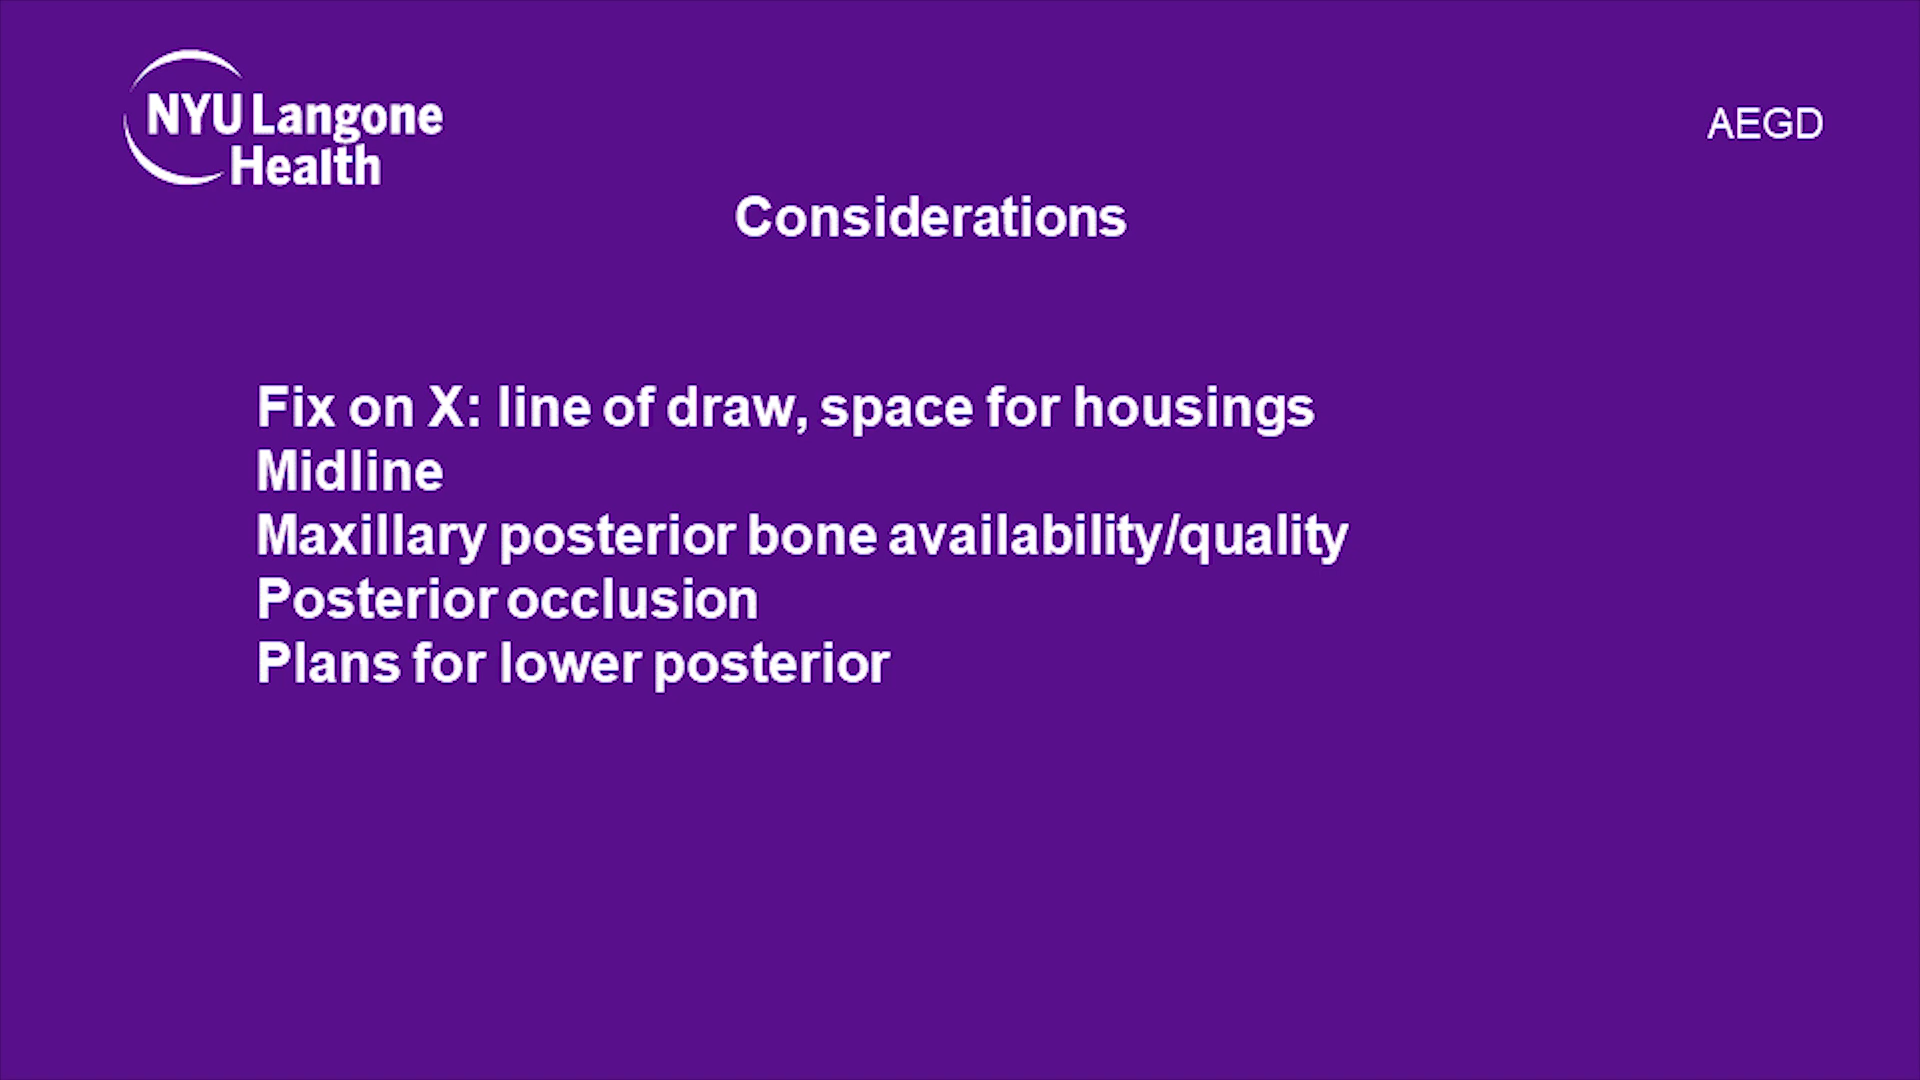 NYU Langone
Health
AEGD
Considerations
Fix on X: line of draw, space for housings
Midline
Maxillary posterior bone availability/quality
Posterior occlusion
Plans for lower posterior